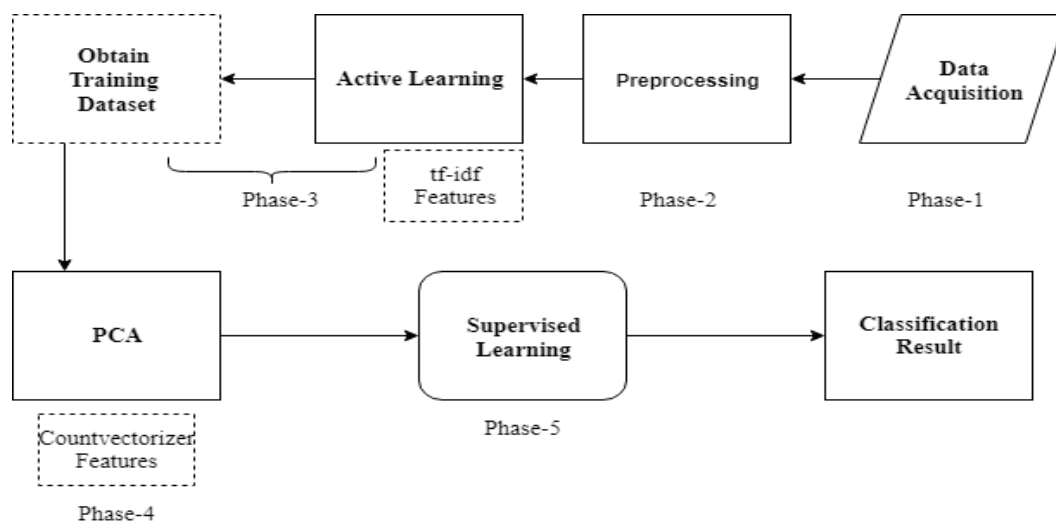 Obtain
Training
Dataset
Active Learning
Preprocessing
Data
Acquisition
tf-idf
Features
Phase-3
Phase-2
Phase-1
PCA
Supervised
Learning
Classification
Result
Countvectorizer
Features
Phase-5
Phase-4